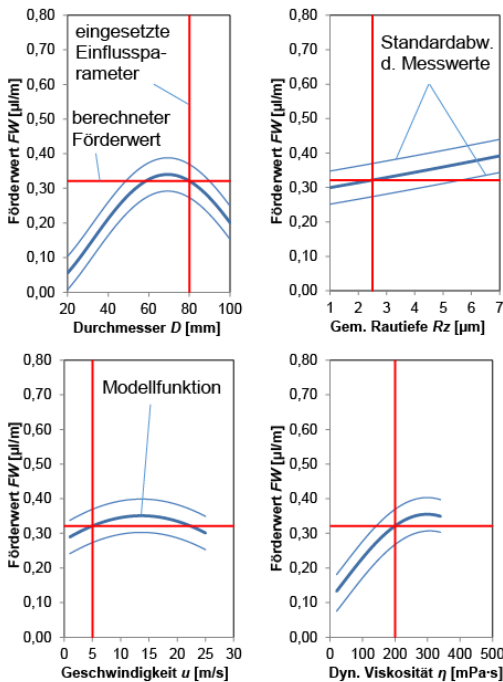 0,80
0,70
0,60
0,50
0,40
0,30
0,20
0,10
0,00
Förderwert FW [µl/m]
eingesetzte
Einflusspa-
rameter
berechneter
Förderwert
20 40 60 80 100
Durchmesser D [mm]
0,80
0,70
0,60
0,50
0,40
0,30
0,20
0,10
0,00
Förderwert FW [µl/m]
Standardabw.
d. Messwerte
1 2 3 4 5 6 7
Gem. Rautiefe Rz [µm]
0,80
0,70
0,60
0,50
0,40
0,30
0,20
0,10
0,00
Förderwert FW [µl/m]
Modellfunktion
0 5 10 15 20 25 30
Geschwindigkeit u [m/s]
0,80
0,70
0,60
0,50
0,40
0,30
0,20
0,10
0,00
Förderwert FW [µl/m]
0 100 200 300 400 500
Dyn. Viskosität η [mPa·s]